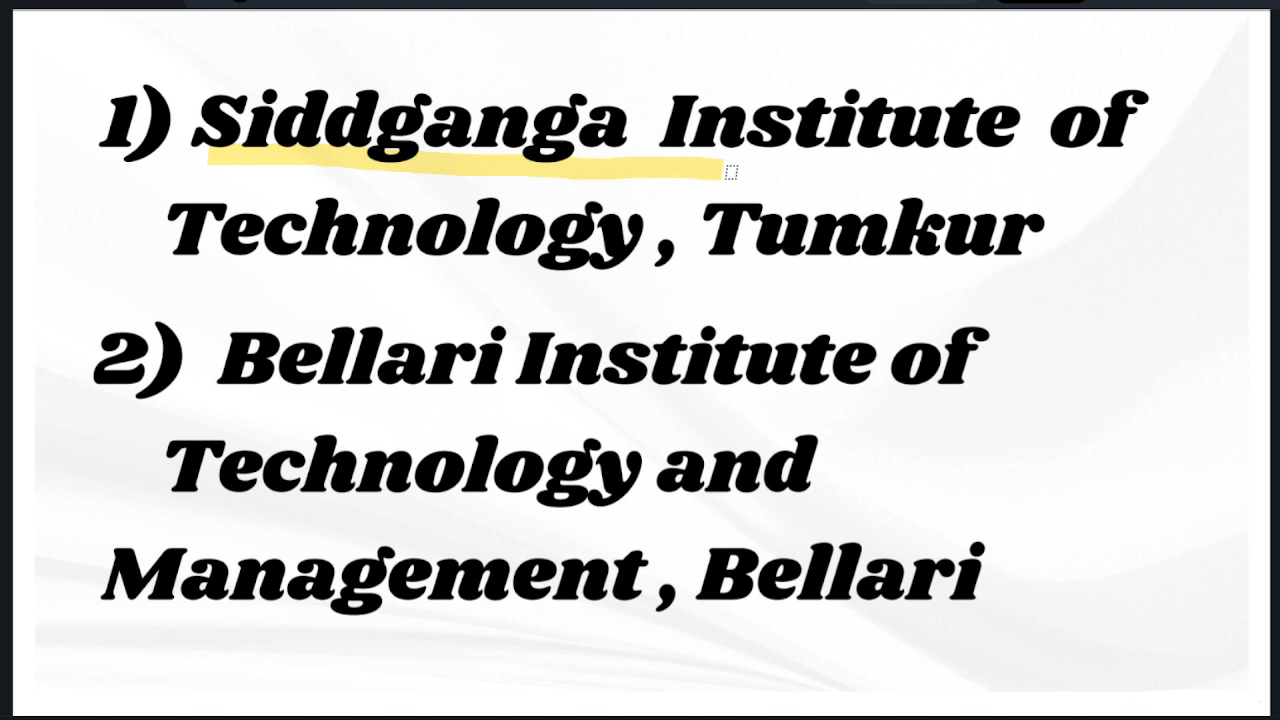 1) Siddganga Institute of
Technology , Tumkur
2) Bellari Institute of
Technology and
Management , Bellari